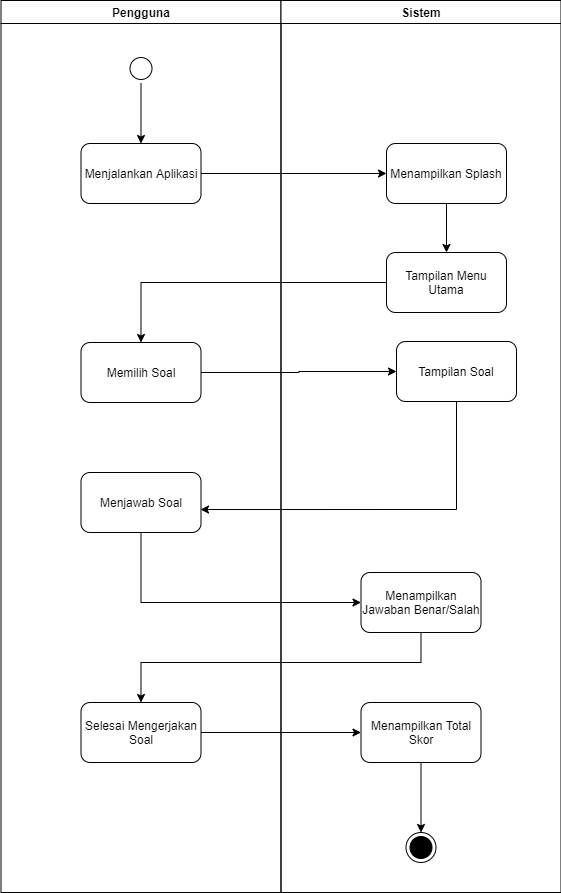 Pengguna
Sistem
Menjalankan Aplikasi
Menampilkan Splash
Tampilan Menu
Utama
Memilih Soal
Tampilan Soal
Menjawab Soal
Menampilkan
Jawaban Benar/Salah
Selesai Mengerjakan
Soal
Menampilkan Total
Skor